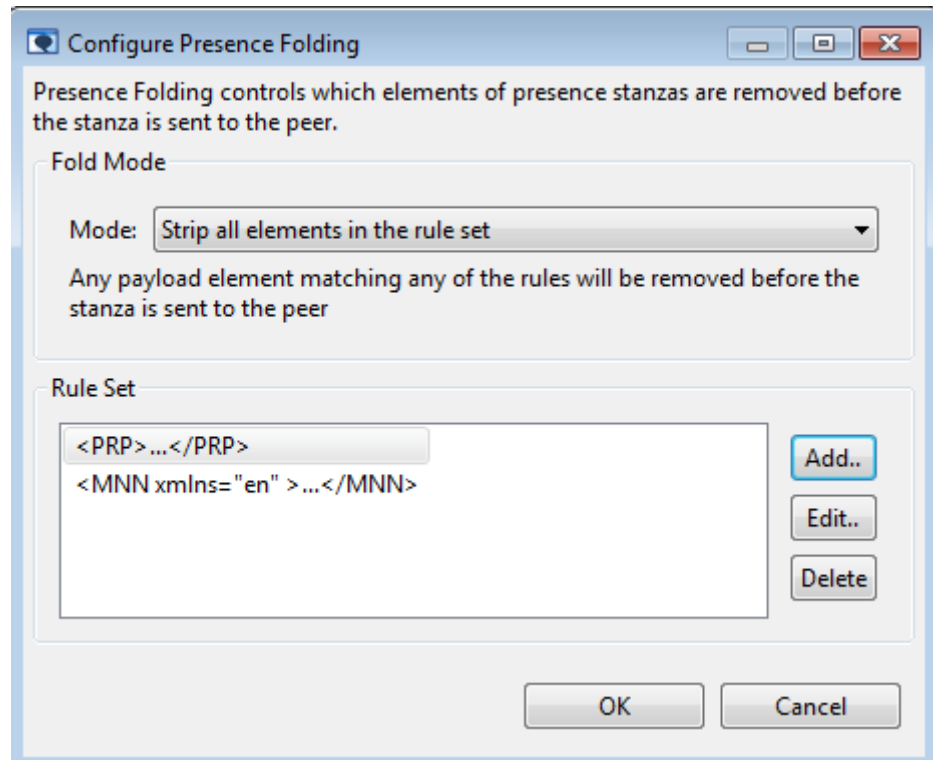 Configure Presence Folding
Presence Folding controls which elements of presence stanzas are removed before
the stanza is sent to the peer.
Fold Mode
Mode: Strip all elements in the rule set
Any payload element matching any of the rules will be removed before the
stanza is sent to the peer
Rule Set
<PRP>...</PRP>
<MNN xmlns="en" >...</MNN>
Add..
Edit..
Delete
OK Cancel